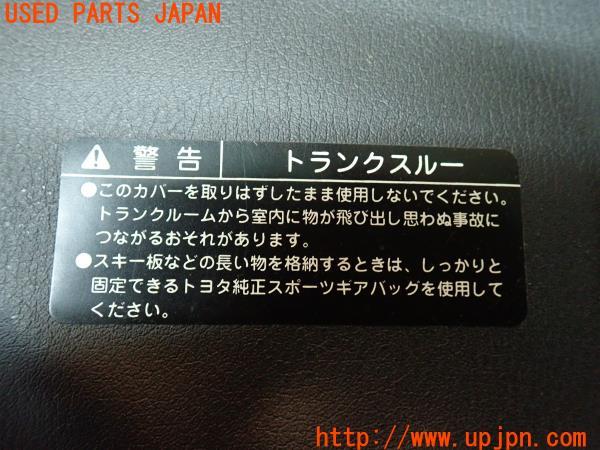 USED PARTS JAPAN
警告 トランクスルー
●このカバーを取りはずしたまま使用しないでください。
トランクルームから室内に物が飛び出し思わぬ事故に
つながるおそれがあります。
●スキー板などの長い物を格納するときは、しっかりと
固定できるトヨタ純正スポーツギアバッグを使用して
ください。
http://www.upjpn.com/